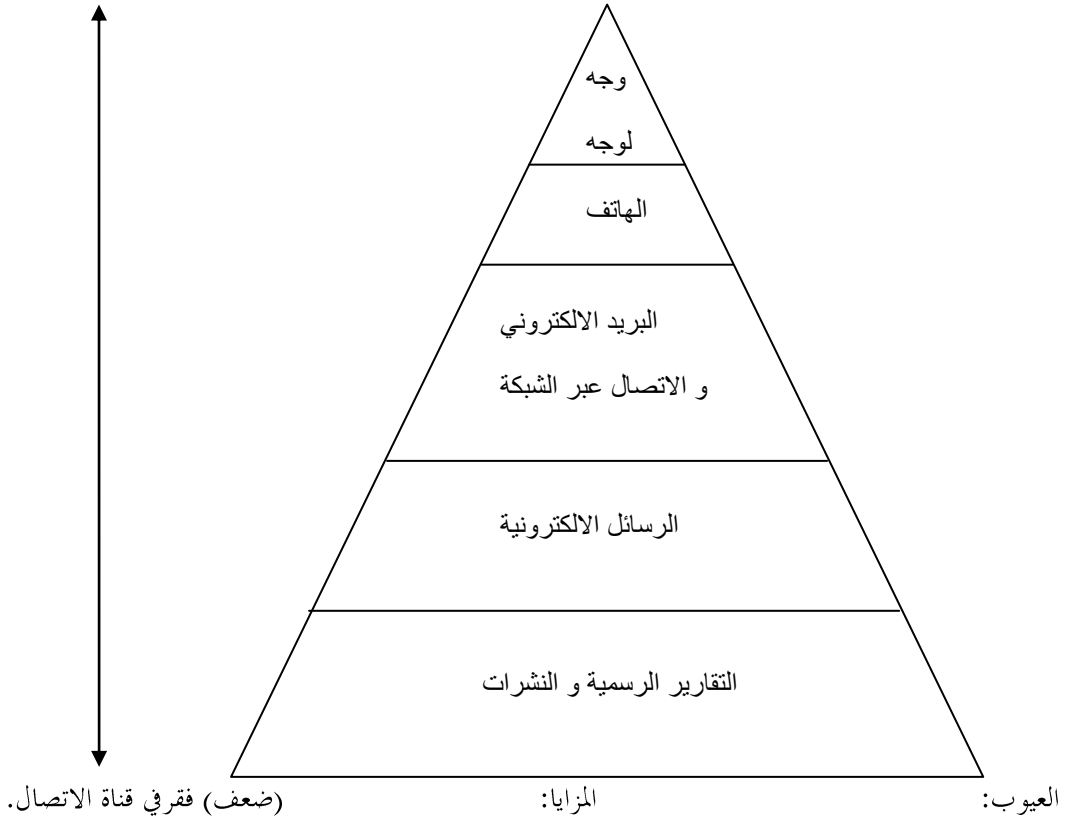 وجه
لوجه
الهاتف
البريد الالكتروني
و الاتصال عبر الشبكة
الرسائل الالكترونية
التقارير الرسمية و النشرات
العيوب: المزايا: (ضعف) فقرفي قناة الاتصال.